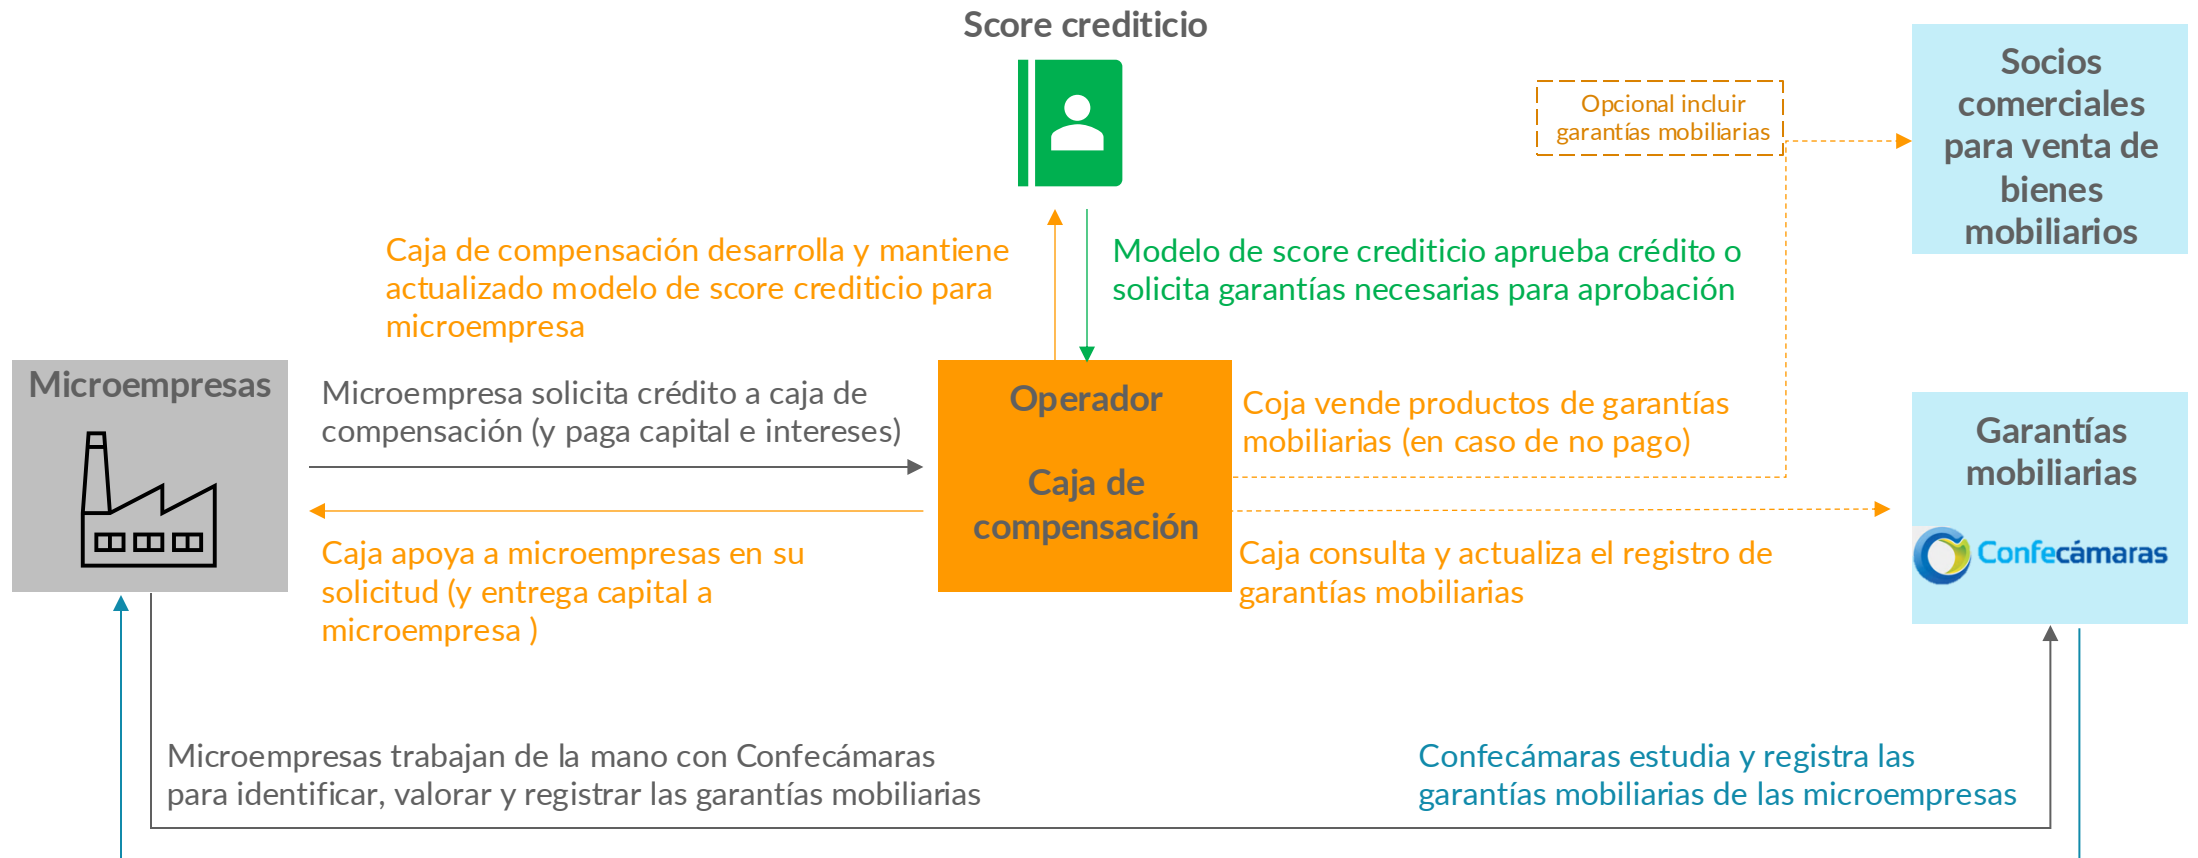 Score crediticio
Socios
comerciales
para venta de
bienes
mobiliarios
Opcional incluir
garantías mobiliarias
Caja de compensación desarrolla y mantiene
actualizado modelo de score crediticio para
microempresa
Modelo de score crediticio aprueba crédito o
solicita garantías necesarias para aprobación
Microempresas
Microempresa solicita crédito a caja de
compensación (y paga capital e intereses)
Operador
Caja de
compensación
Coja vende productos de garantías
mobiliarias (en caso de no pago)
Garantías
mobiliarias
Confecámaras
Caja apoya a microempresas en su
solicitud (y entrega capital a
microempresa )
Caja consulta y actualiza el registro de
garantías mobiliarias
Microempresas trabajan de la mano con Confecámaras
para identificar, valorar y registrar las garantías mobiliarias
Confecámaras estudia y registra las
garantías mobiliarias de las microempresas